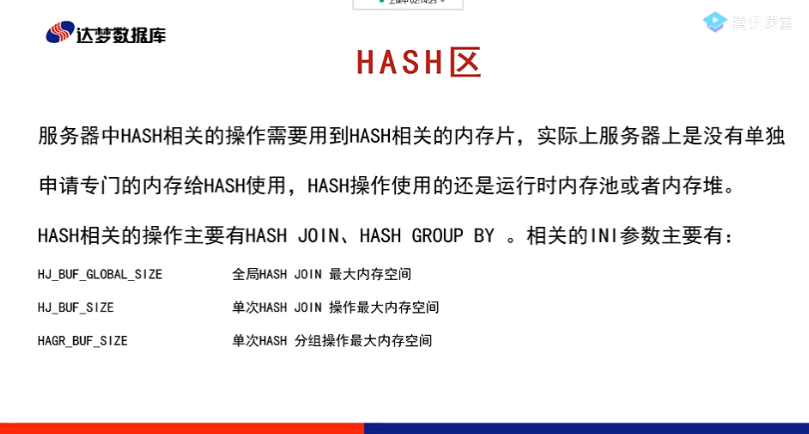 上课中 02:14:25
达梦数据库
腾讯课堂
HASH区
服务器中HASH相关的操作需要用到HASH相关的内存片，实际上服务器上是没有单独
申请专门的内存给HASH使用，HASH操作使用的还是运行时内存池或者内存堆。
HASH相关的操作主要有HASH JOIN、HASH GROUP BY 。相关的INI参数主要有：
HJ_BUF_GLOBAL_SIZE 全局HASH JOIN 最大内存空间
HJ_BUF_SIZE 单次HASH JOIN 操作最大内存空间
HAGR_BUF_SIZE 单次HASH 分组操作最大内存空间